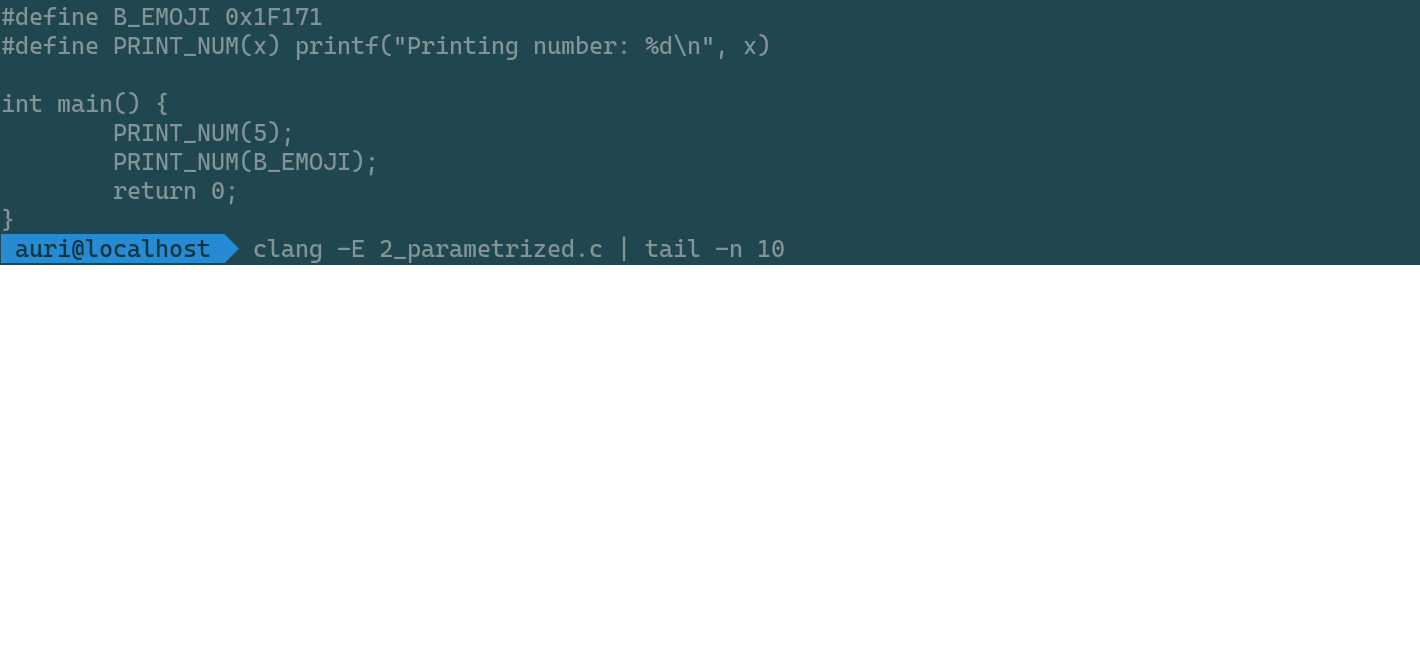 #define B_EMOJI 0x1F171
#define PRINT_NUM(x) printf("Printing number: %d\n", x)
int main() {
PRINT_NUM(5);
PRINT_NUM(B_EMOJI);
return 0;
}
auri@localhost clang -E 2_parametrized.c | tail -n 10